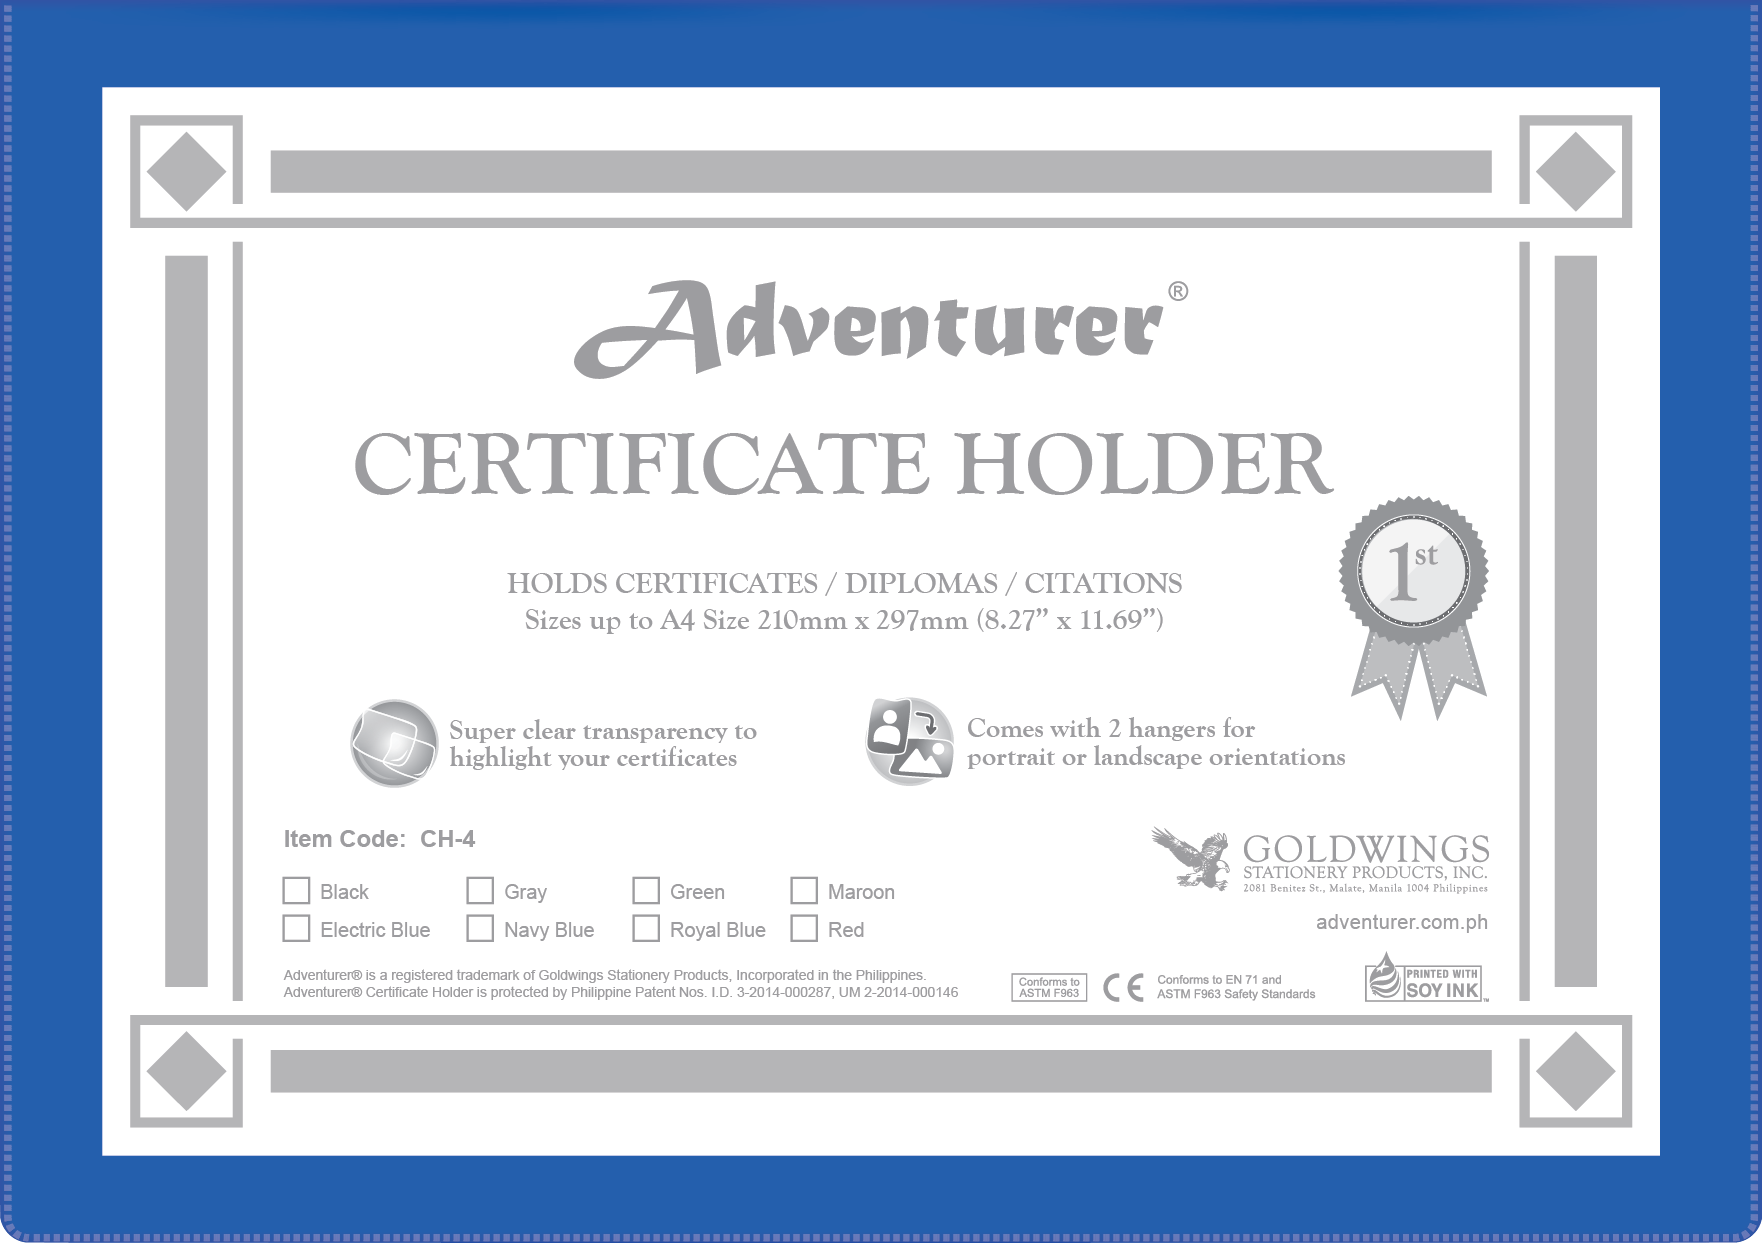 Adventurer®
CERTIFICATE HOLDER
1st
HOLDS CERTIFICATES / DIPLOMAS / CITATIONS
Sizes up to A4 Size 210mm x 297mm (8.27” x 11.69”)
Super clear transparency to
highlight your certificates
Comes with 2 hangers for
portrait or landscape orientations
Item Code: CH-4
Black Gray Green Maroon
Electric Blue Navy Blue Royal Blue Red
GOLDWINGS
STATIONERY PRODUCTS, INC.
2081 Benitez St., Malate, Manila 1004 Philippines
adventurer.com.ph
Adventurer® is a registered trademark of Goldwings Stationery Products, Incorporated in the Philippines.
Adventurer® Certificate Holder is protected by Philippine Patent Nos. I.D. 3-2014-000287, UM 2-2014-000146
Conforms to
ASTM F963
CE
Conforms to EN 71 and
ASTM F963 Safety Standards
PRINTED WITH
SOY INK™